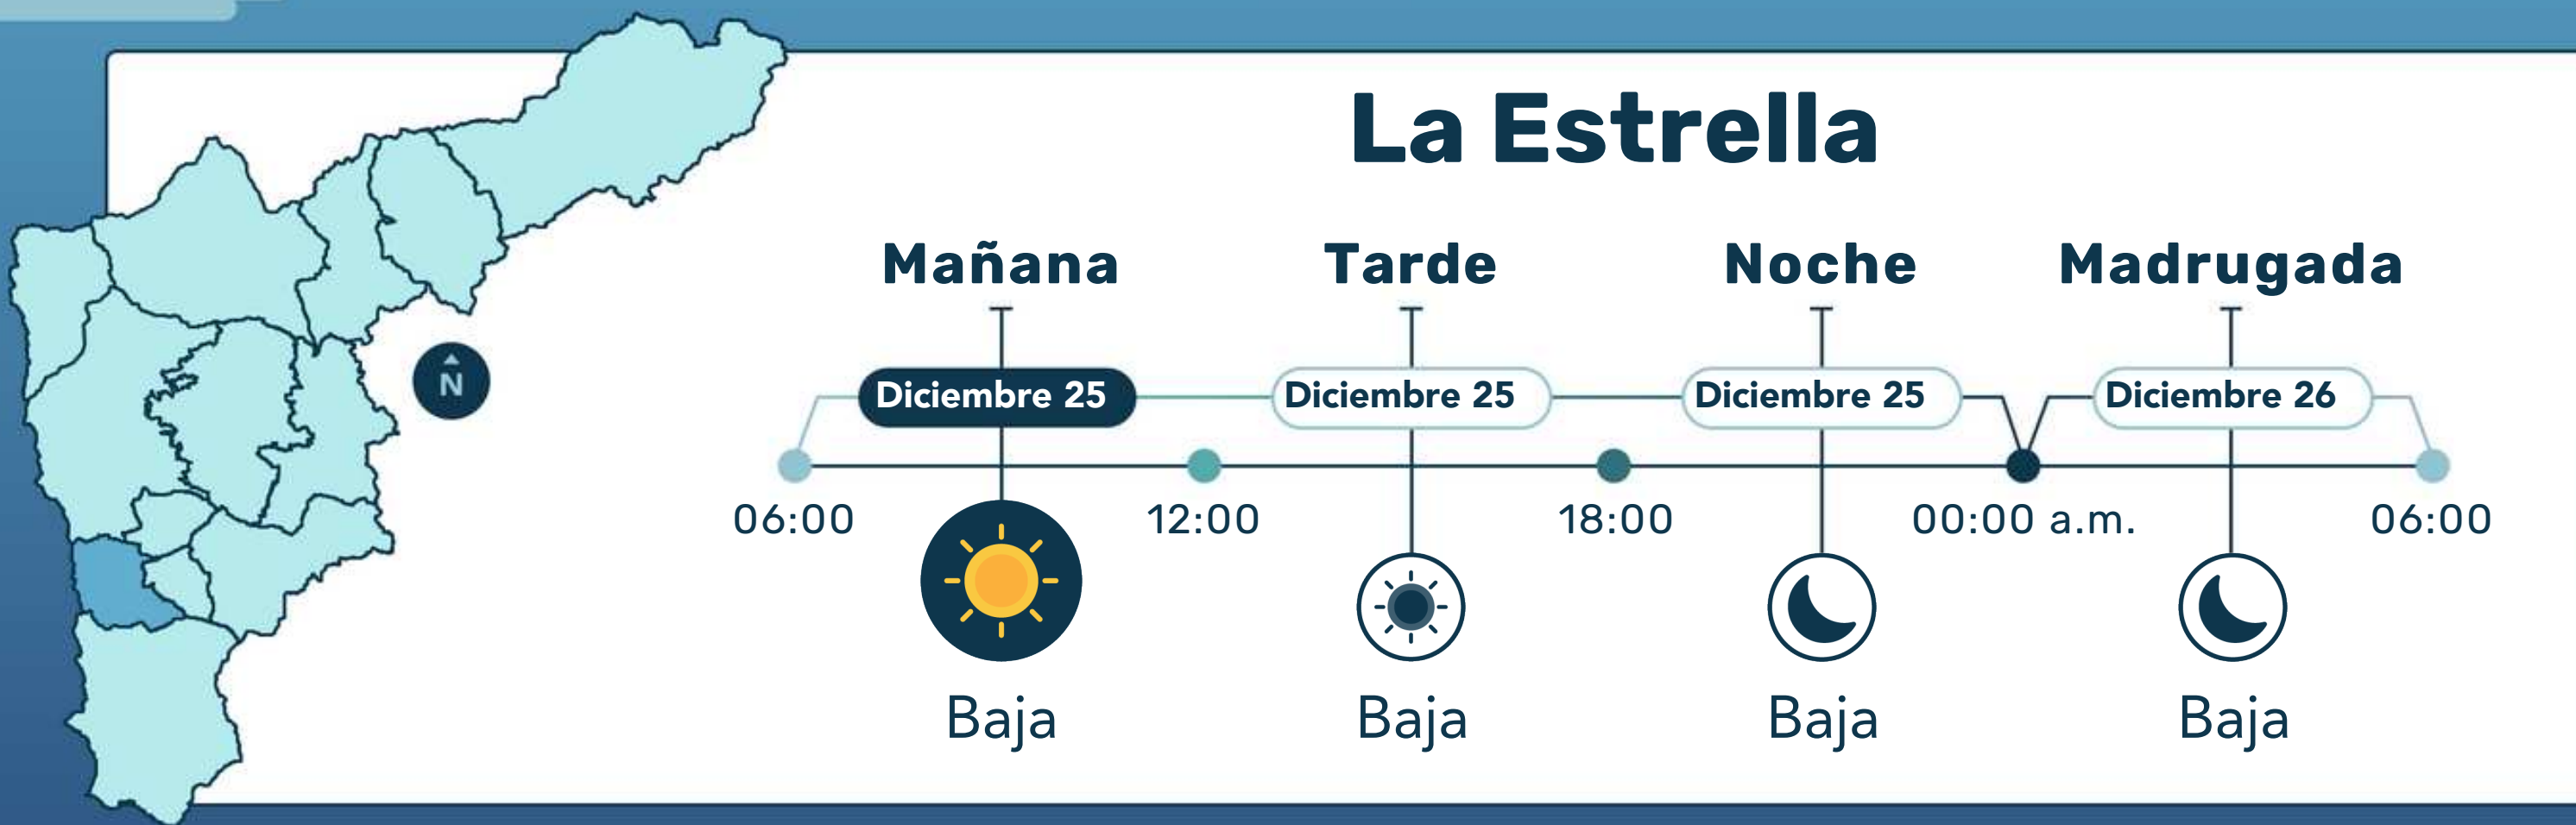 La Estrella
Mañana Tarde Noche Madrugada
N
Diciembre 25 Diciembre 25 Diciembre 25 Diciembre 26
06:00 12:00 18:00 00:00 a.m. 06:00
Baja Baja Baja Baja